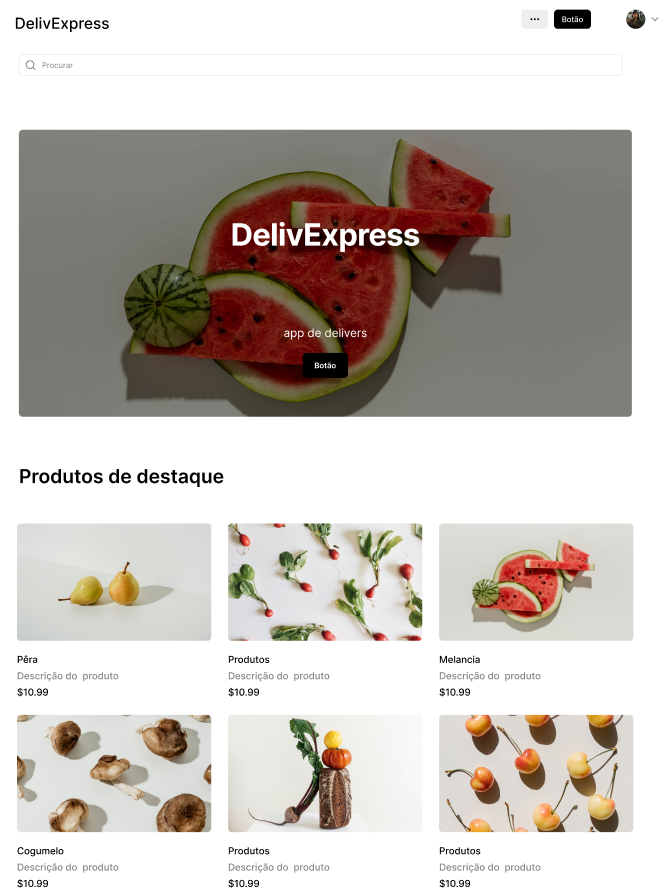 DelivExpress
••• Botão
Procurar
DelivExpress
app de delivers
Botão
Produtos de destaque
Pêra Produtos Melancia
Descrição do produto Descrição do produto Descrição do produto
$10.99 $10.99 $10.99
Cogumelo Produtos Produtos
Descrição do produto Descrição do produto Descrição do produto
$10.99 $10.99 $10.99